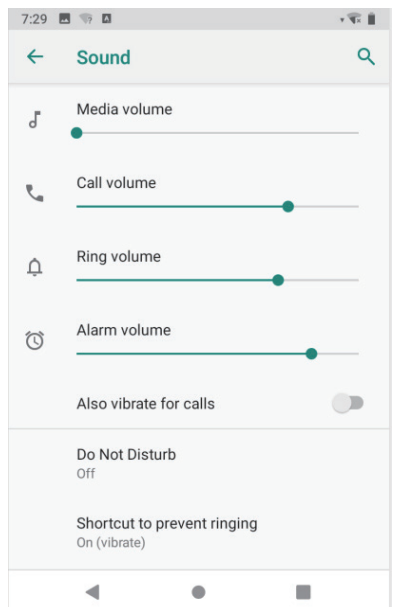 7:29
Sound
Media volume
Call volume
Ring volume
Alarm volume
Also vibrate for calls
Do Not Disturb
Off
Shortcut to prevent ringing
On (vibrate)